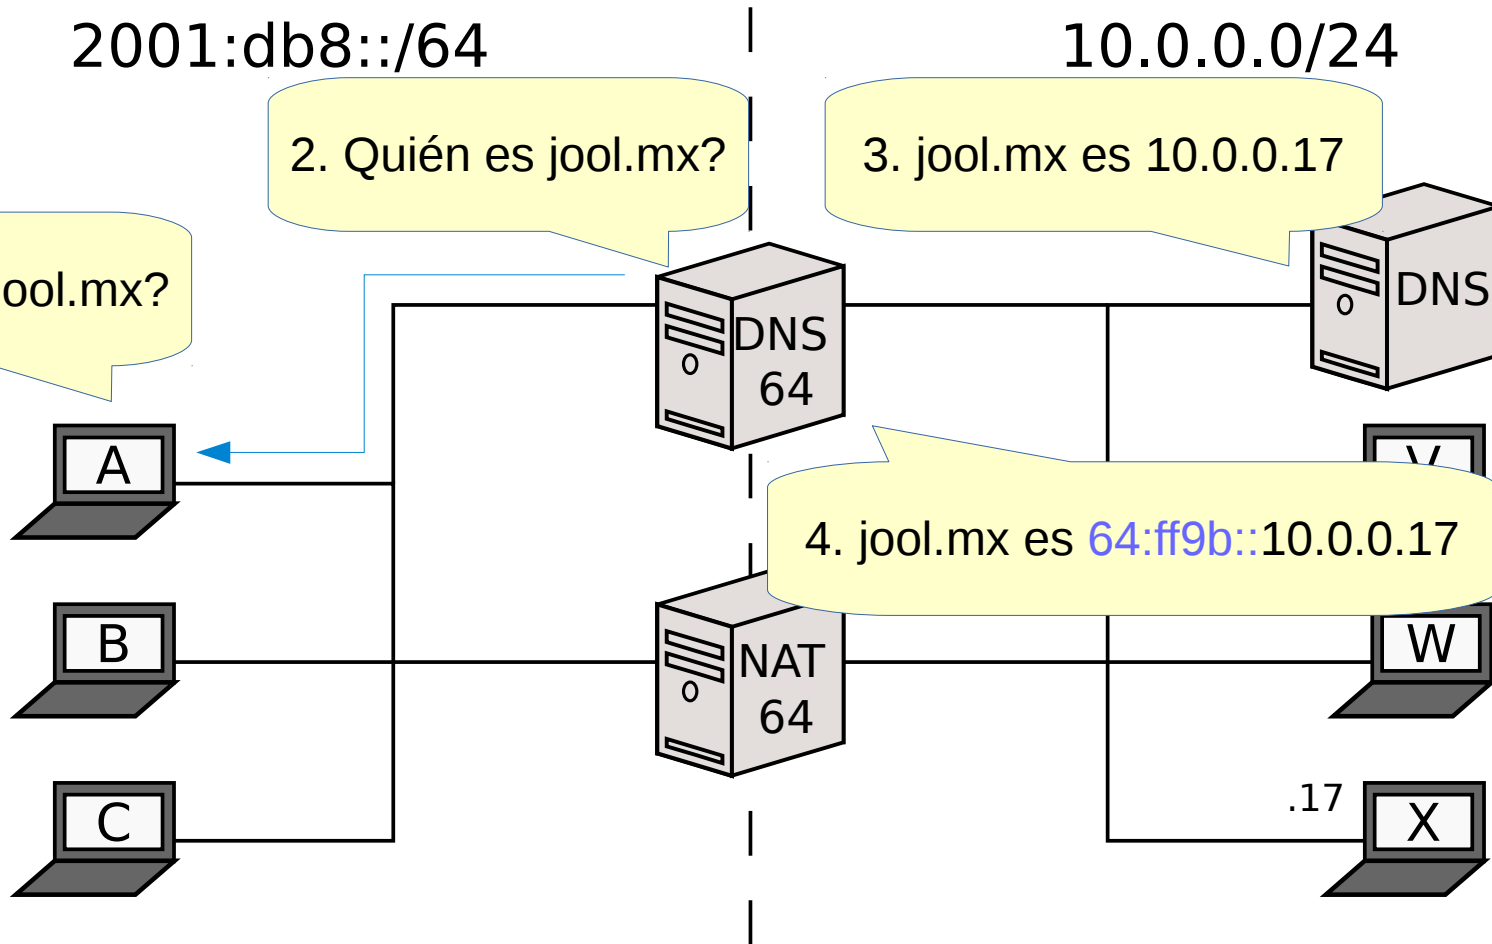 2001:db8::/64
10.0.0.0/24
2. Quién es jool.mx?
3. jool.mx es 10.0.0.17
ool.mx?
DNS
DNS
64
A
V
4. jool.mx es 64:ff9b::10.0.0.17
B
NAT
64
W
.17
C
X